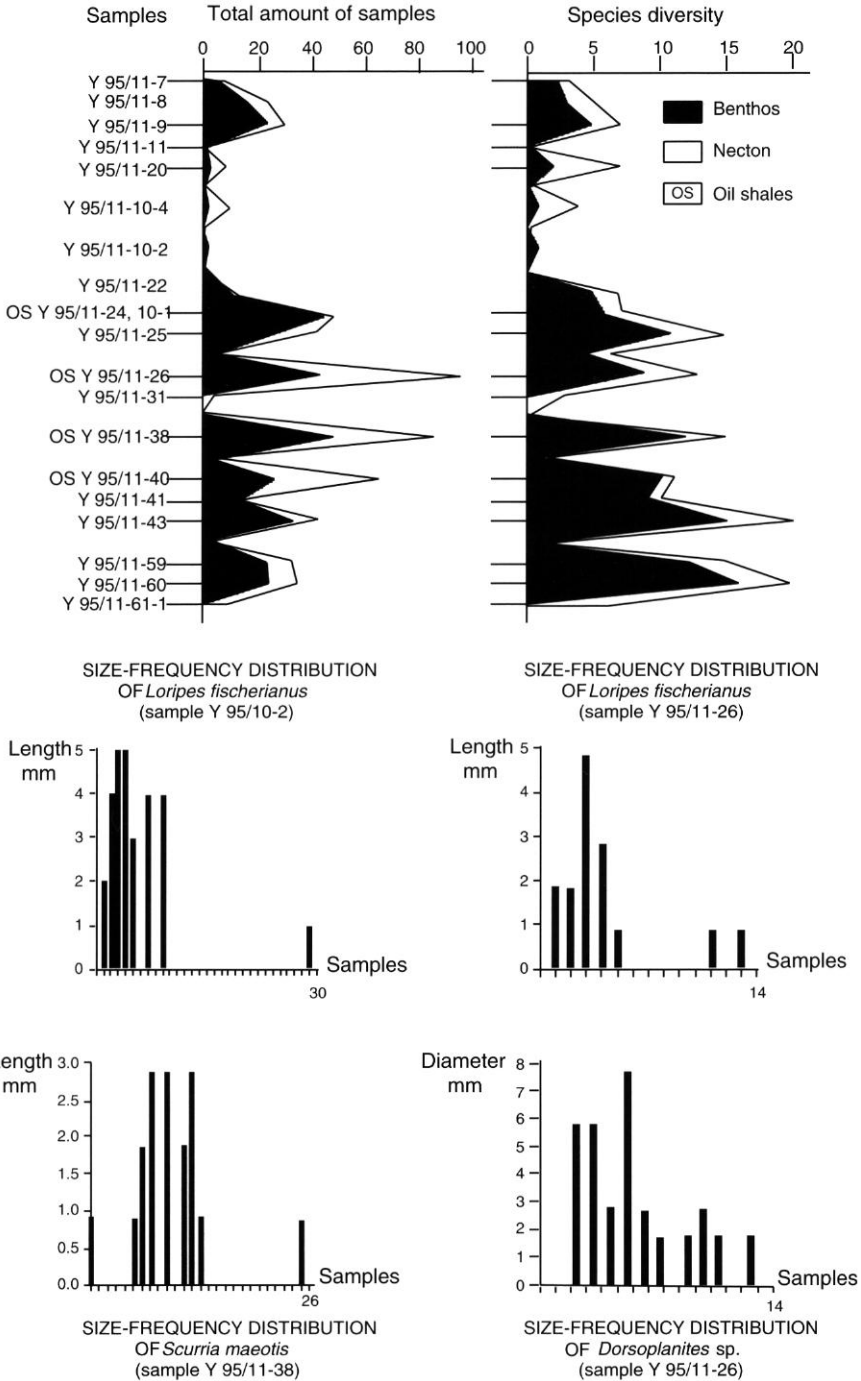 Samples
Total amount of samples
Species diversity
0 20 40 60 80 100
0 5 10 15 20
Y 95/11-7
Y 95/11-8
Y 95/11-9
Y 95/11-11
Y 95/11-20
Y 95/11-10-4
Y 95/11-10-2
Y 95/11-22
OS Y 95/11-24, 10-1
Y 95/11-25
OS Y 95/11-26
Y 95/11-31
OS Y 95/11-38
OS Y 95/11-40
Y 95/11-41
Y 95/11-43
Y 95/11-59
Y 95/11-60
Y 95/11-61-1
Benthos
Necton
OS Oil shales
SIZE-FREQUENCY DISTRIBUTION
OF Loripes fischerianus
(sample Y 95/10-2)
Length
mm
5
4
3
2
1
0
Samples
30
SIZE-FREQUENCY DISTRIBUTION
OF Loripes fischerianus
(sample Y 95/11-26)
Length
mm
5
4
3
2
1
0
Samples
14
ength
mm
3.0
2.5
2.0
1.5
1.0
0.5
0.0
Samples
26
SIZE-FREQUENCY DISTRIBUTION
OF Scurria maeotis
(sample Y 95/11-38)
Diameter
mm
8
7
6
5
4
3
2
1
0
Samples
14
SIZE-FREQUENCY DISTRIBUTION
OF Dorsoplanites sp.
(sample Y 95/11-26)